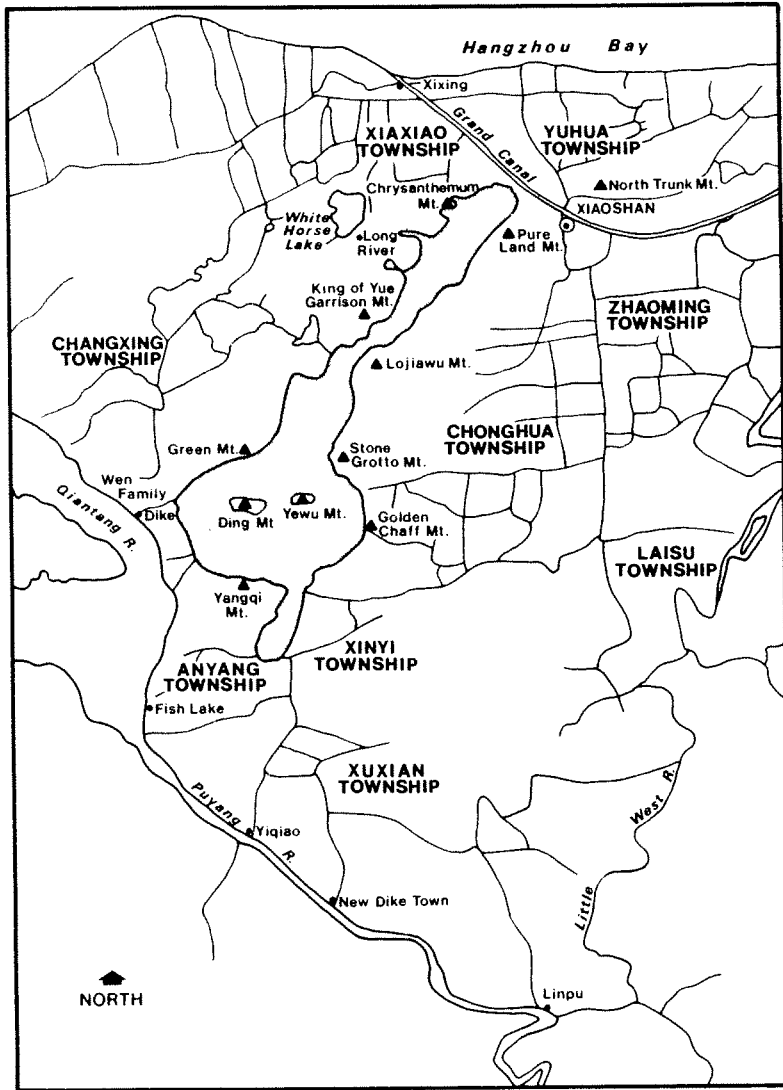 Hangzhou Bay
Xixing
Grand Canal
XIAXIAO
TOWNSHIP
YUHUA
TOWNSHIP
Chrysanthemum
Mt.
North Trunk Mt.
XIAOSHAN
White
Horse
Lake
Long
River
Pure
Land Mt.
King of Yue
Garrison Mt.
ZHAOMING
TOWNSHIP
CHANGXING
TOWNSHIP
Lojiawu Mt.
CHONGHUA
TOWNSHIP
Green Mt.
Stone
Grotto Mt.
Wen
Family
Dike
Qiantang R.
Ding Mt
Yewu Mt.
Golden
Chaff Mt.
LAISU
TOWNSHIP
Yangqi
Mt.
XINYI
TOWNSHIP
ANYANG
TOWNSHIP
Fish Lake
XUXIAN
TOWNSHIP
Puyang R.
Yiqiao
Little West R.
New Dike Town
NORTH
Linpu